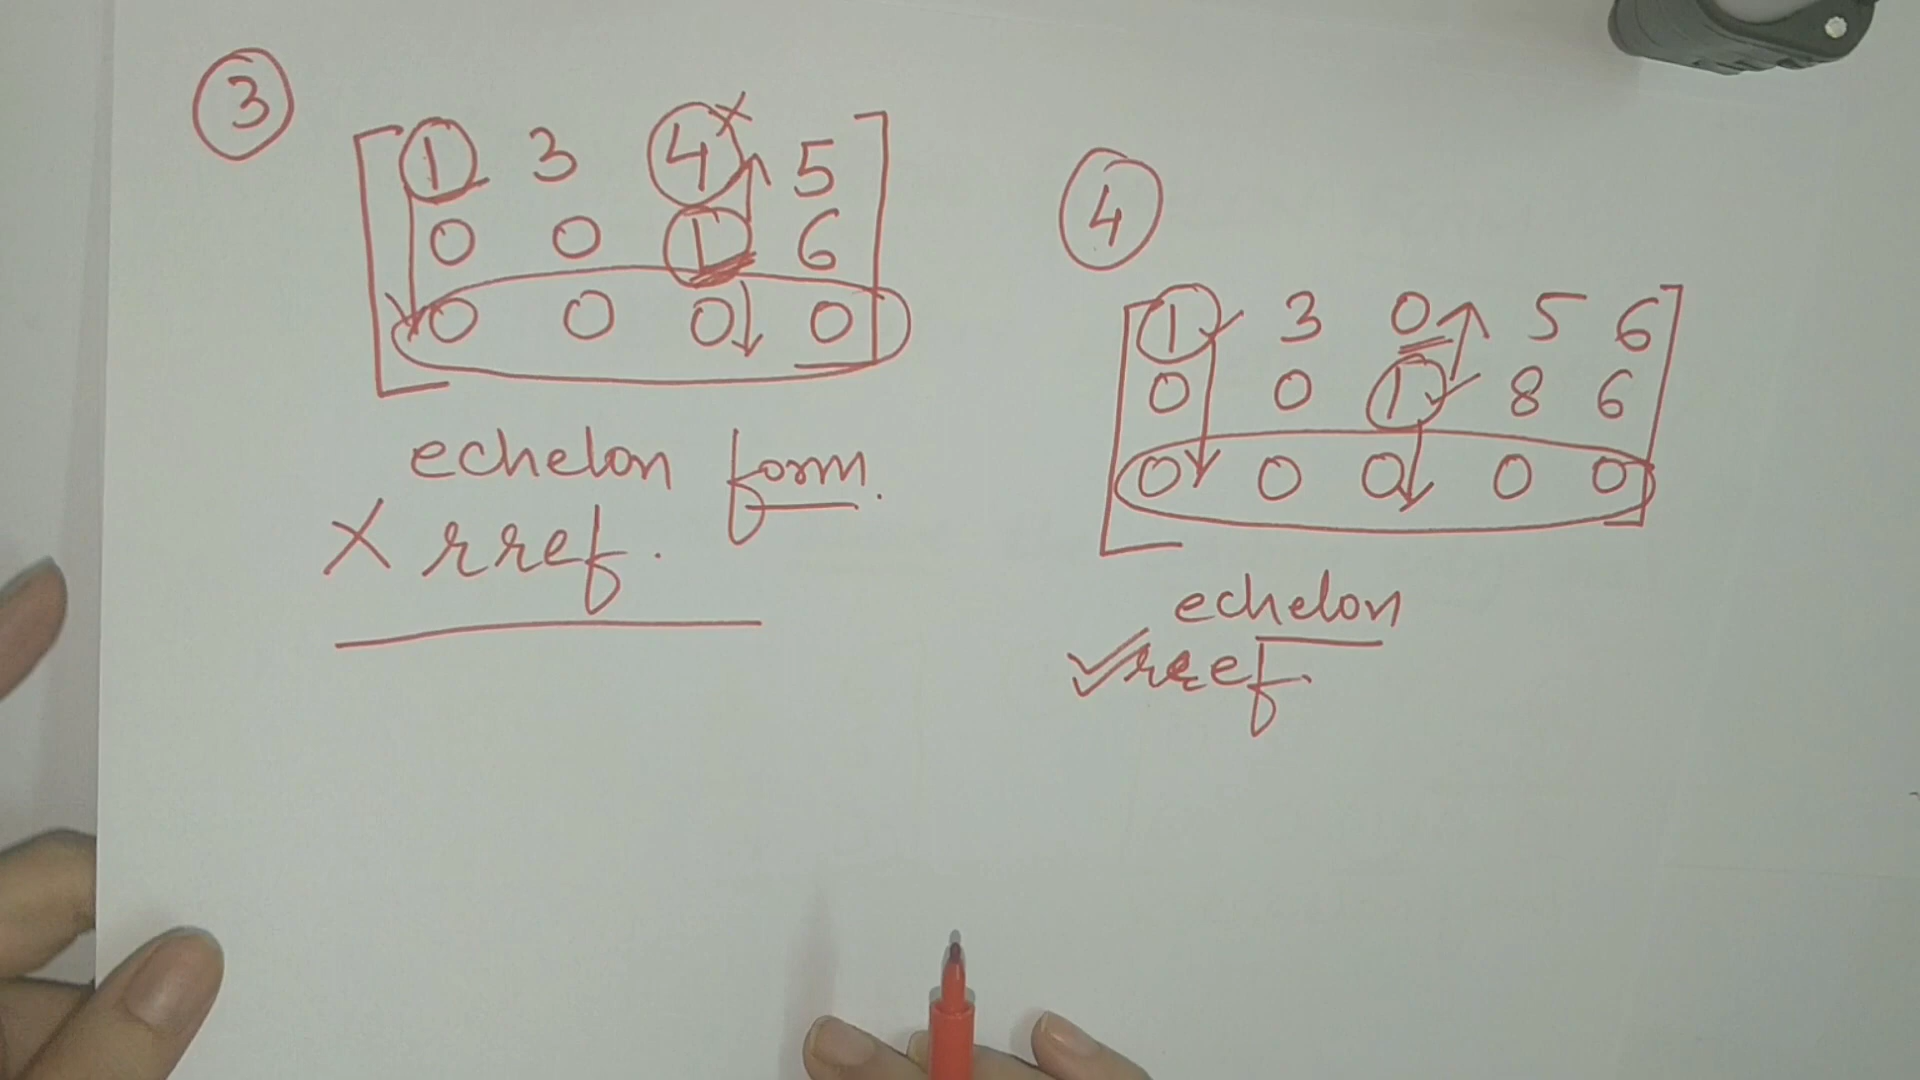 3
1 3 4 5
0 0 1 6
0 0 0 0
echelon form.
X rref.
4
1 3 0 5 6
0 0 1 8 6
0 0 0 0 0
echelon
✓rref.